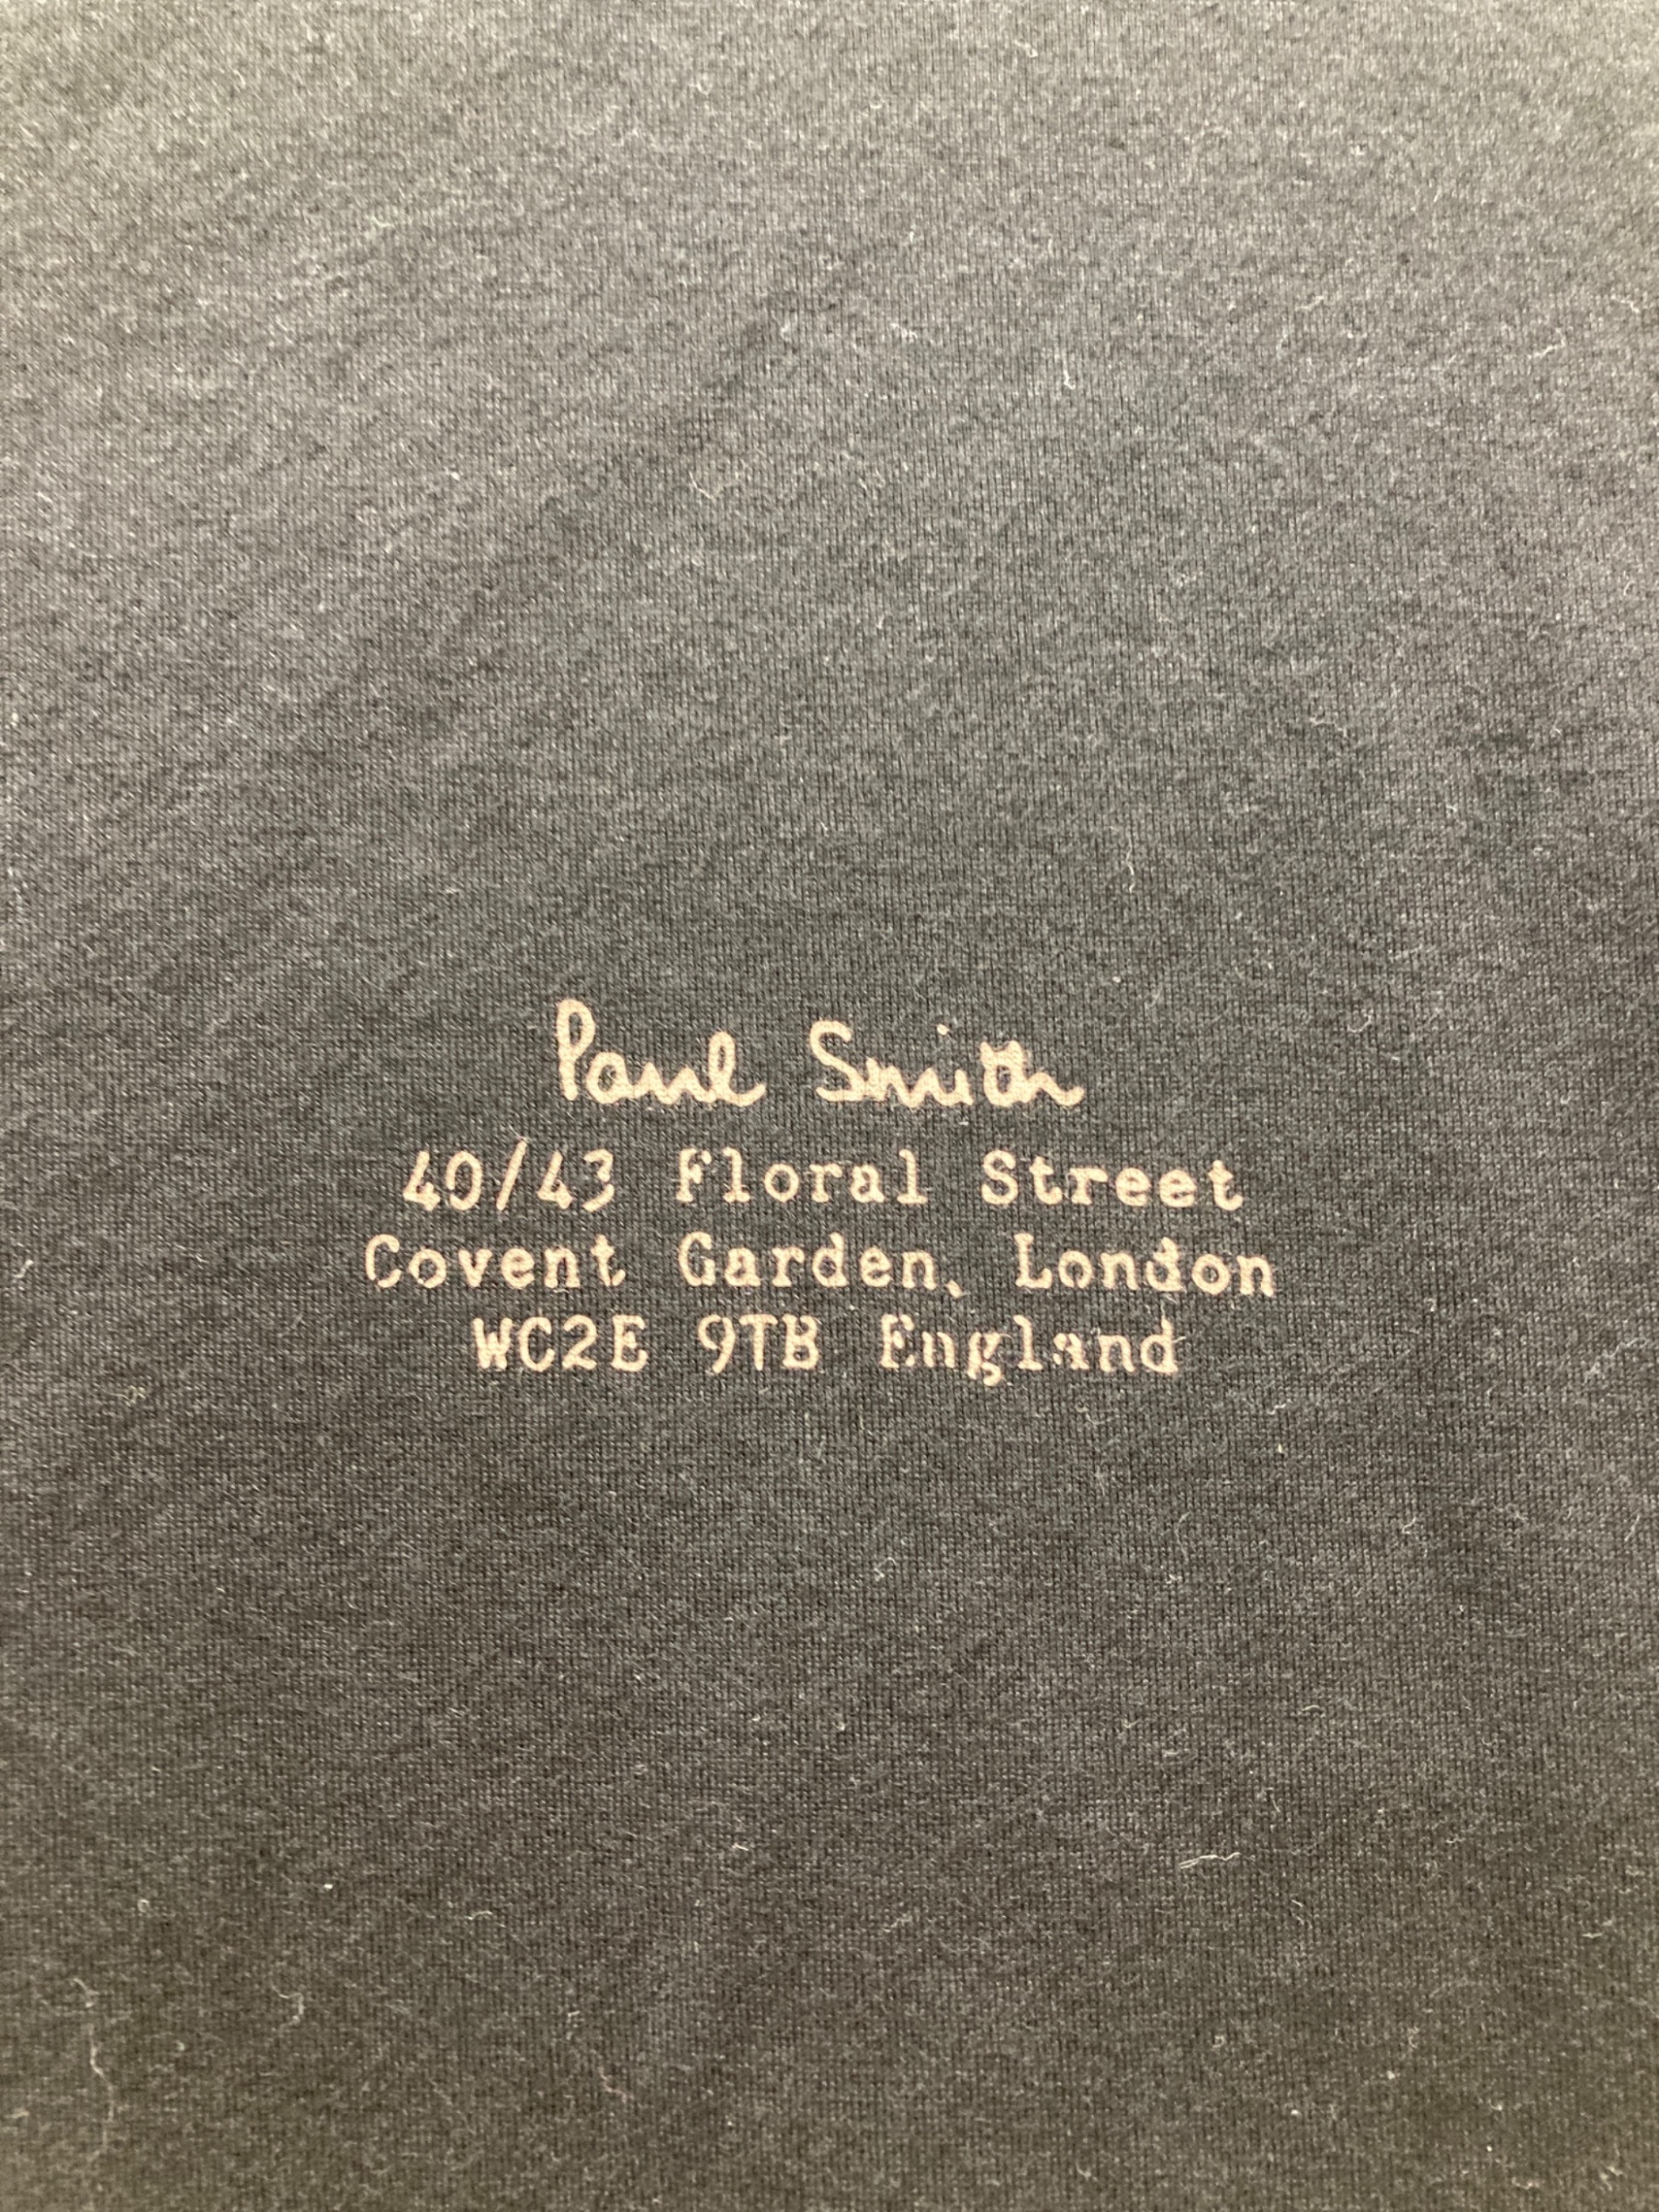 Paul Smith
40/43 Floral Street
Covent Garden, London
WC2E 9TB England